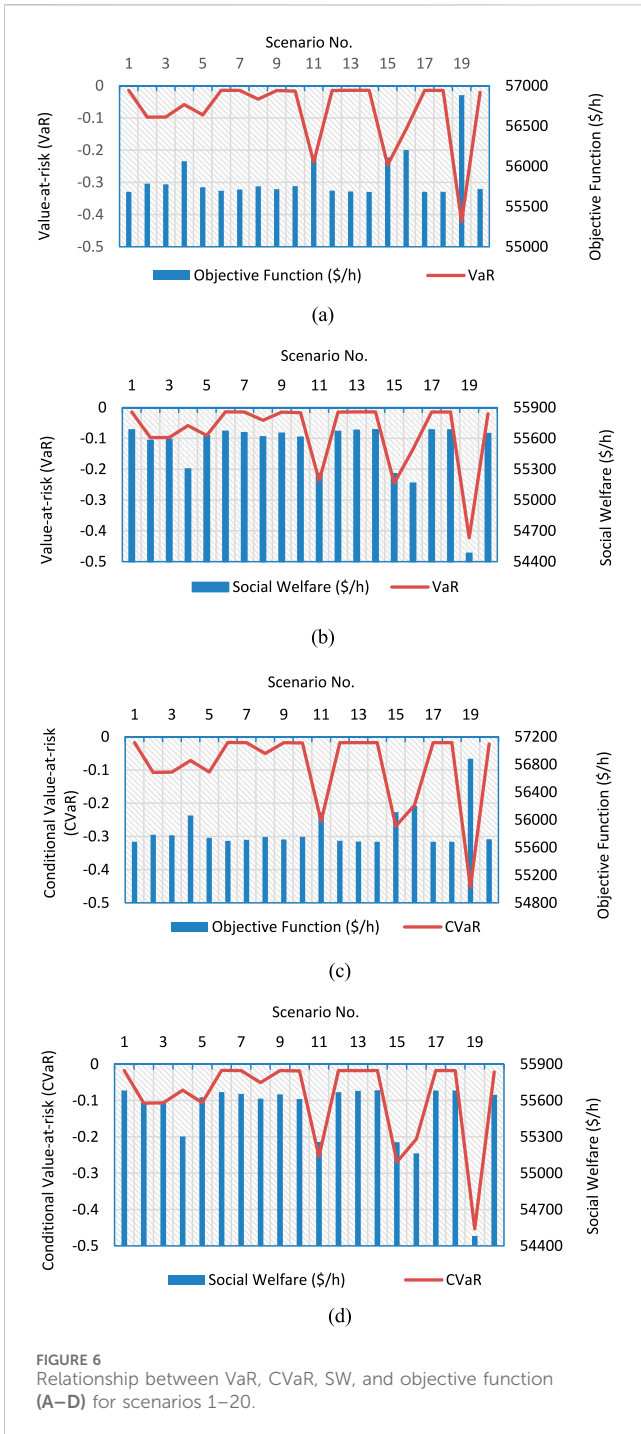 Scenario No.
1 3 5 7 9 11 13 15 17 19
Value-at-risk (VaR)
0
-0.1
-0.2
-0.3
-0.4
-0.5
57000
56500
56000
55500
55000
Objective Function ($/h)
Objective Function ($/h) VaR
(a)
Scenario No.
1 3 5 7 9 11 13 15 17 19
Value-at-risk (VaR)
0
-0.1
-0.2
-0.3
-0.4
-0.5
55900
55600
55300
55000
54700
54400
Social Welfare ($/h)
Social Welfare ($/h) VaR
(b)
Scenario No.
1 3 5 7 9 11 13 15 17 19
Conditional Value-at-risk
(CVaR)
0
-0.1
-0.2
-0.3
-0.4
-0.5
57200
56800
56400
56000
55600
55200
54800
Objective Function ($/h)
Objective Function ($/h) CVaR
(c)
Scenario No.
1 3 5 7 9 11 13 15 17 19
Conditional Value-at-risk (CVaR)
0
-0.1
-0.2
-0.3
-0.4
-0.5
55900
55600
55300
55000
54700
54400
Social Welfare ($/h)
Social Welfare ($/h) CVaR
(d)
FIGURE 6
Relationship between VaR, CVaR, SW, and objective function
(A–D) for scenarios 1–20.